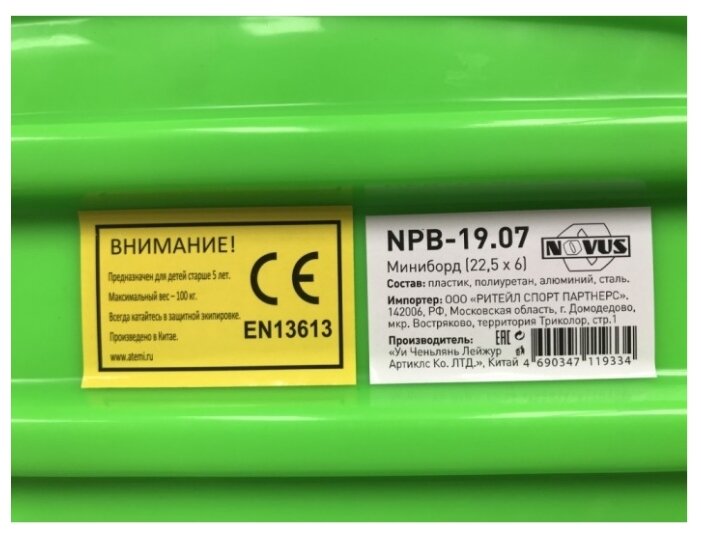 ВНИМАНИЕ!
Предназначен для детей старше 5 лет.
Максимальный вес – 100 кг.
Всегда катайтесь в защитной экипировке.
Произведено в Китае.
www.atemi.ru
CE
EN13613
NPB-19.07
NOVUS
Миниборд (22,5 х 6)
Состав: пластик, полиуретан, алюминий, сталь.
Импортер: ООО «РИТЕЙЛ СПОРТ ПАРТНЕРС».
142006, РФ, Московская область, г. Домодедово,
мкр. Востряково, территория Триколор, стр.1
Производитель:
«Уи Ченьлянь Лейжур
Артиклс Ко. ЛТД.», Китай
EAC
4 690347 119334